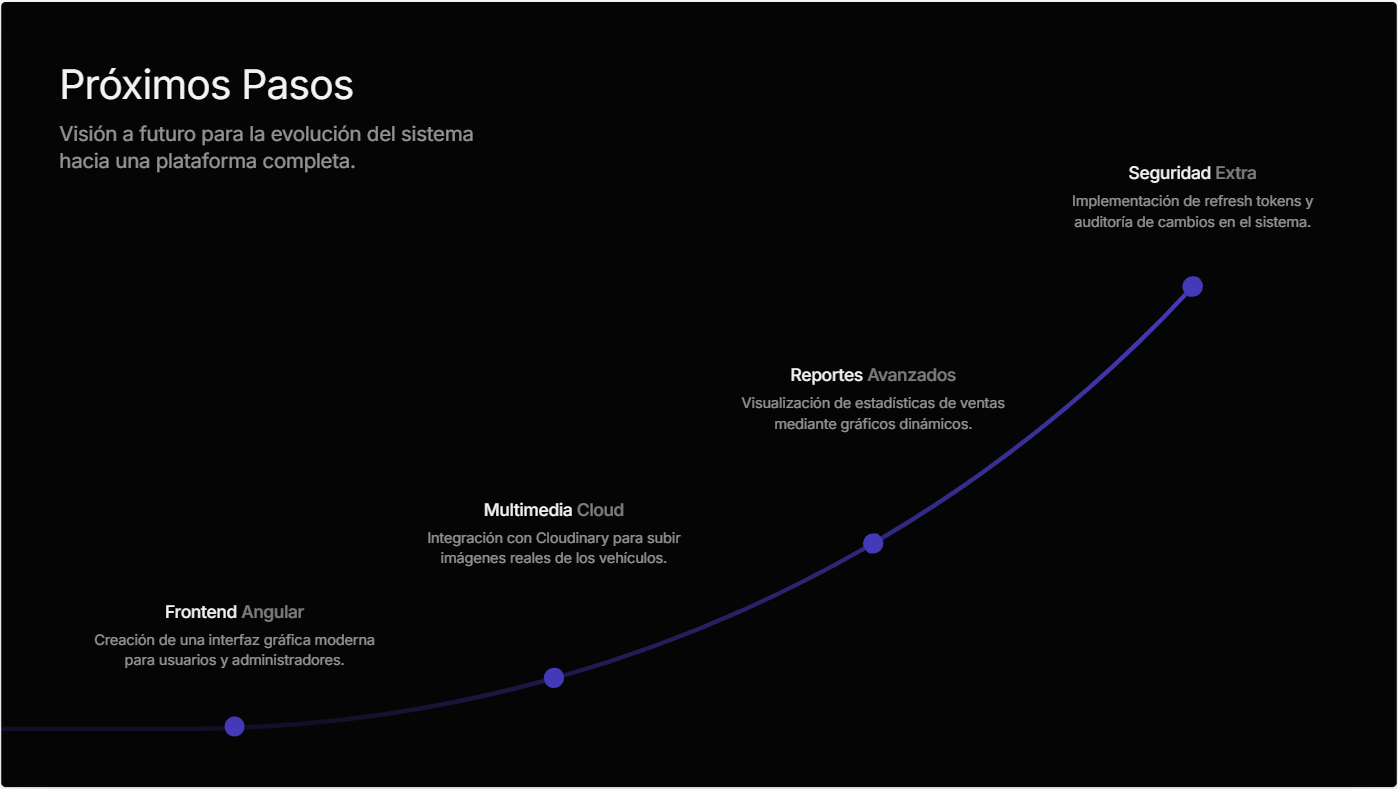 Próximos Pasos
Visión a futuro para la evolución del sistema
hacia una plataforma completa.
Seguridad Extra
Implementación de refresh tokens y
auditoría de cambios en el sistema.
Reportes Avanzados
Visualización de estadísticas de ventas
mediante gráficos dinámicos.
Multimedia Cloud
Integración con Cloudinary para subir
imágenes reales de los vehículos.
Frontend Angular
Creación de una interfaz gráfica moderna
para usuarios y administradores.